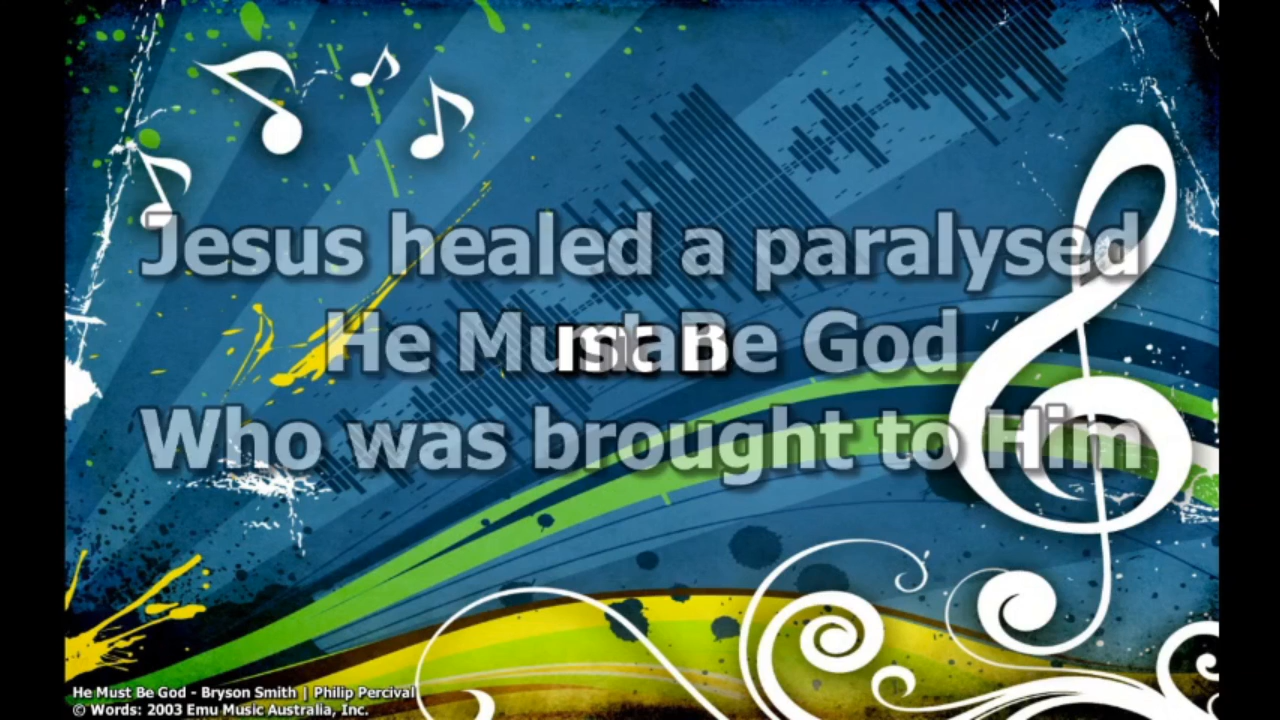 Jesus healed a paralysed
He Must Be God
Who was brought to Him
He Must Be God - Bryson Smith | Philip Percival
© Words: 2003 Emu Music Australia, Inc.